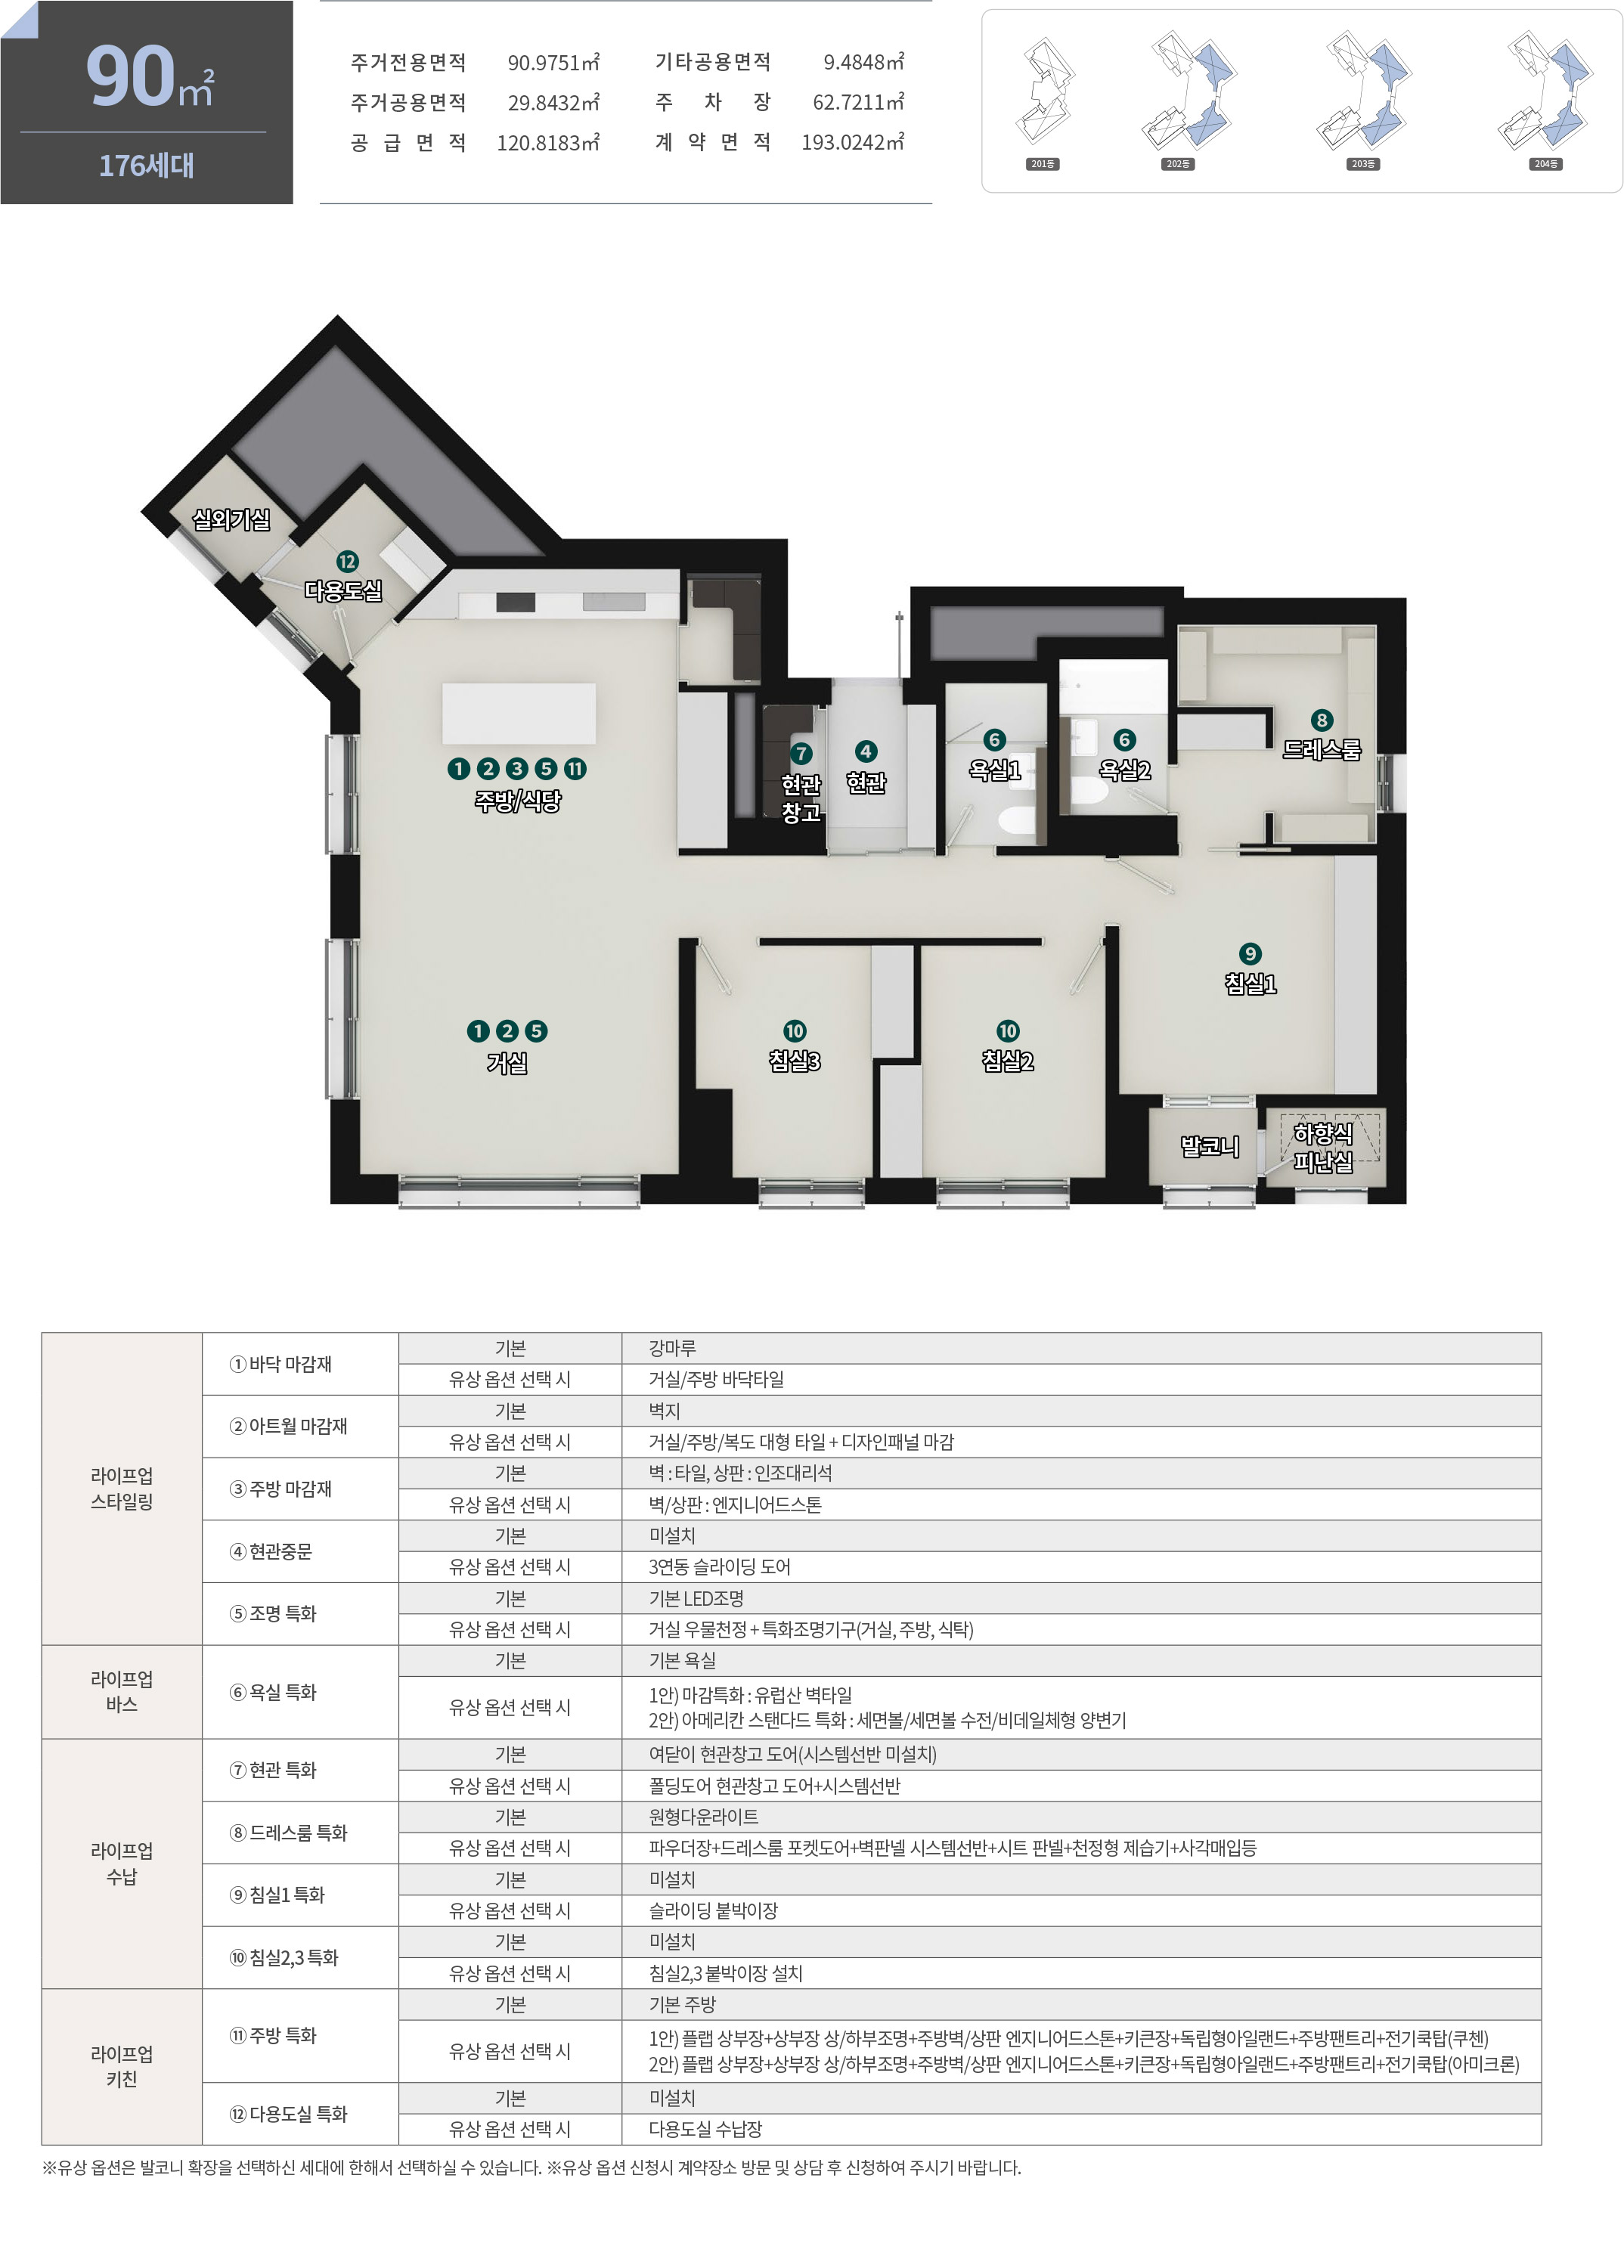 90㎡
176세대
주거전용면적 90.9751㎡
주거공용면적 29.8432㎡
공 급 면 적 120.8183㎡
기타공용면적 9.4848㎡
주 차 장 62.7211㎡
계 약 면 적 193.0242㎡
201동 202동 203동 204동
실외기실
⑫
다용도실
① ② ③ ⑤ ⑪
주방/식당
⑦
현관
창고
④
현관
⑥
욕실1
⑥
욕실2
⑧
드레스룸
⑨
침실1
① ② ⑤
거실
⑩
침실3
⑩
침실2
발코니
하향식
피난실
라이프업
스타일링
① 바닥 마감재
기본 강마루
유상 옵션 선택 시 거실/주방 바닥타일
② 아트월 마감재
기본 벽지
유상 옵션 선택 시 거실/주방/복도 대형 타일 + 디자인패널 마감
③ 주방 마감재
기본 벽 : 타일, 상판 : 인조대리석
유상 옵션 선택 시 벽/상판 : 엔지니어드스톤
④ 현관중문
기본 미설치
유상 옵션 선택 시 3연동 슬라이딩 도어
⑤ 조명 특화
기본 기본 LED조명
유상 옵션 선택 시 거실 우물천정 + 특화조명기구(거실, 주방, 식탁)
라이프업
바스
⑥ 욕실 특화
기본 기본 욕실
유상 옵션 선택 시 1안) 마감특화 : 유럽산 벽타일
2안) 아메리칸 스탠다드 특화 : 세면볼/세면볼 수전/비데일체형 양변기
라이프업
수납
⑦ 현관 특화
기본 여닫이 현관창고 도어(시스템선반 미설치)
유상 옵션 선택 시 폴딩도어 현관창고 도어+시스템선반
⑧ 드레스룸 특화
기본 원형다운라이트
유상 옵션 선택 시 파우더장+드레스룸 포켓도어+벽판넬 시스템선반+시트 판넬+천정형 제습기+사각매입등
⑨ 침실1 특화
기본 미설치
유상 옵션 선택 시 슬라이딩 붙박이장
⑩ 침실2,3 특화
기본 미설치
유상 옵션 선택 시 침실2,3 붙박이장 설치
라이프업
키친
⑪ 주방 특화
기본 기본 주방
유상 옵션 선택 시 1안) 플랩 상부장+상부장 상/하부조명+주방벽/상판 엔지니어드스톤+키큰장+독립형아일랜드+주방팬트리+전기쿡탑(쿠첸)
2안) 플랩 상부장+상부장 상/하부조명+주방벽/상판 엔지니어드스톤+키큰장+독립형아일랜드+주방팬트리+전기쿡탑(아미크론)
⑫ 다용도실 특화
기본 미설치
유상 옵션 선택 시 다용도실 수납장
※유상 옵션은 발코니 확장을 선택하신 세대에 한해서 선택하실 수 있습니다. ※유상 옵션 신청시 계약장소 방문 및 상담 후 신청하여 주시기 바랍니다.